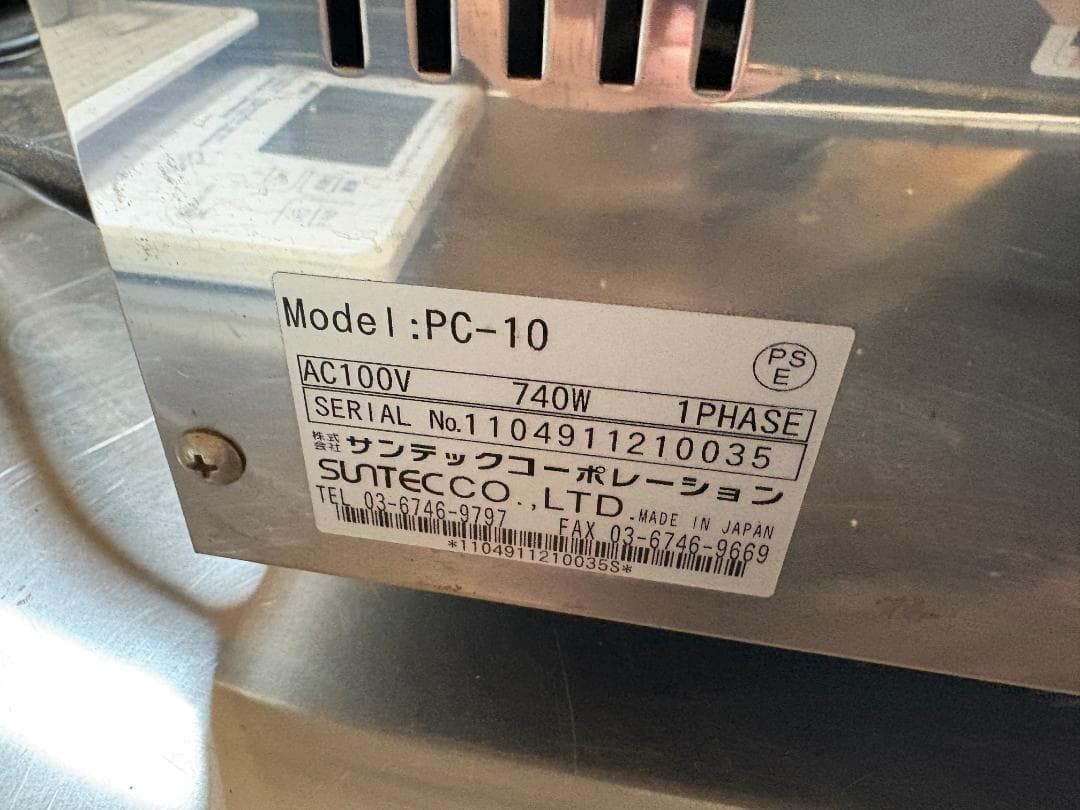 Model:PC-10
PS
E
AC100V 740W 1PHASE
SERIAL No.1104911210035
株式会社 サンテックコーポレーション
SUNTECCO.,LTD.MADE IN JAPAN
TEL 03-6746-9797 FAX 03-6746-9669
*1104911210035S*